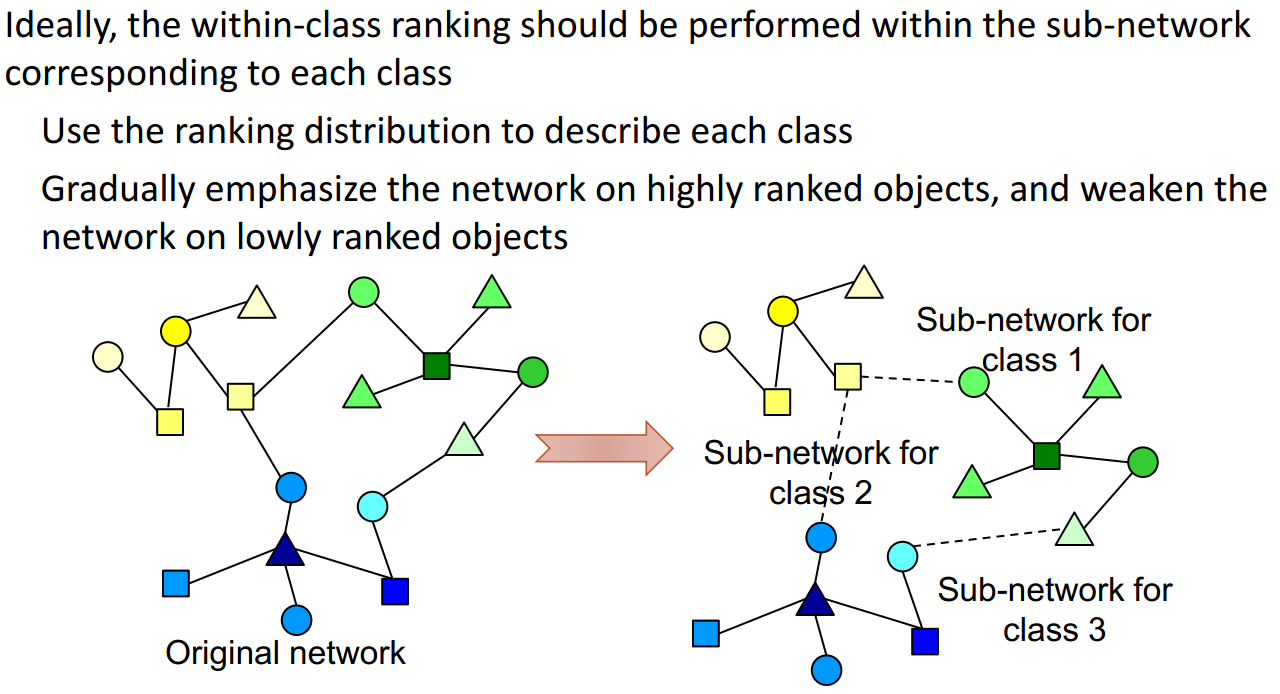 Ideally, the within-class ranking should be performed within the sub-network
corresponding to each class
Use the ranking distribution to describe each class
Gradually emphasize the network on highly ranked objects, and weaken the
network on lowly ranked objects
Original network
Sub-network for
class 1
Sub-network for
class 2
Sub-network for
class 3